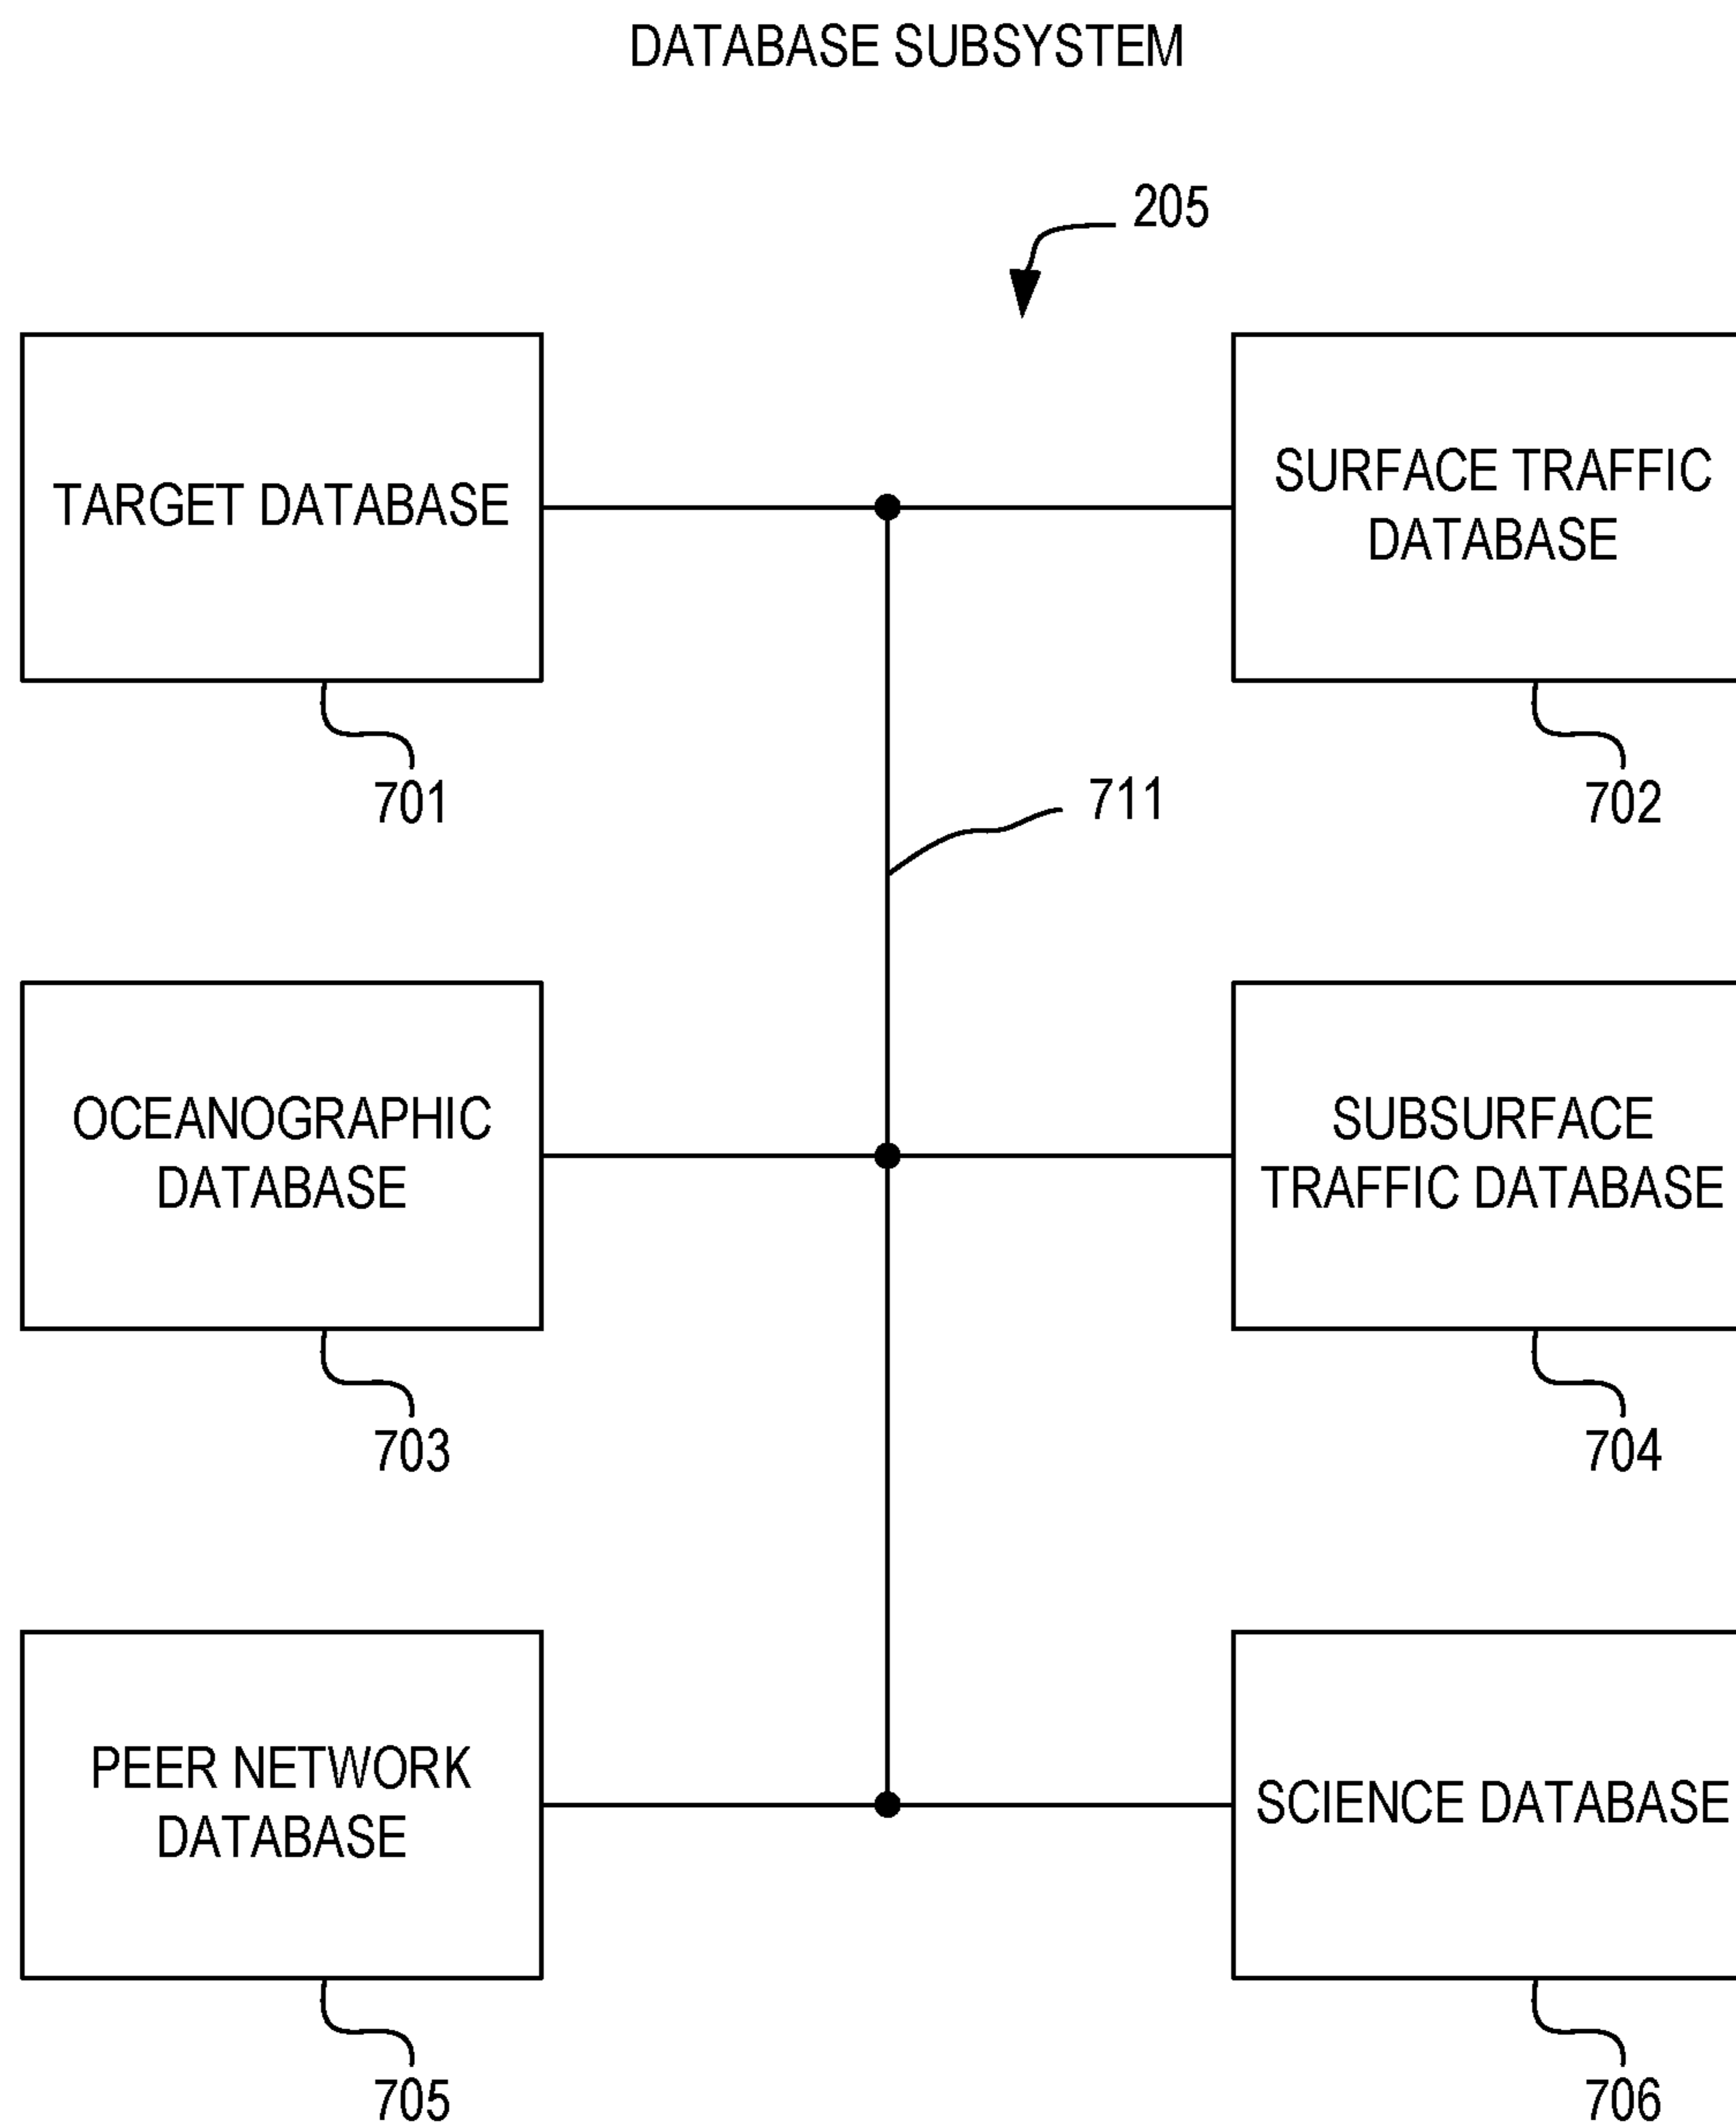 DATABASE SUBSYSTEM
205
TARGET DATABASE
SURFACE TRAFFIC
DATABASE
701
702
711
OCEANOGRAPHIC
DATABASE
SUBSURFACE
TRAFFIC DATABASE
703
704
PEER NETWORK
DATABASE
SCIENCE DATABASE
705
706